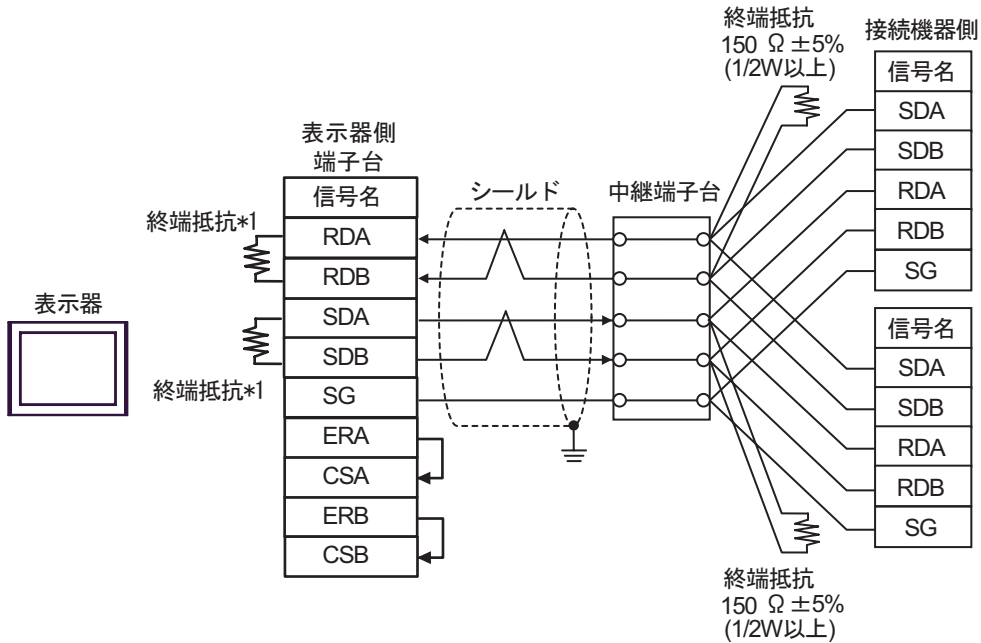 終端抵抗
150 Ω ±5%
(1/2W以上)
接続機器側
信号名
SDA
SDB
RDA
RDB
SG
表示器側
端子台
信号名
RDA
RDB
SDA
SDB
SG
ERA
CSA
ERB
CSB
シールド
中継端子台
終端抵抗*1
表示器
終端抵抗*1
信号名
SDA
SDB
RDA
RDB
SG
終端抵抗
150 Ω ±5%
(1/2W以上)